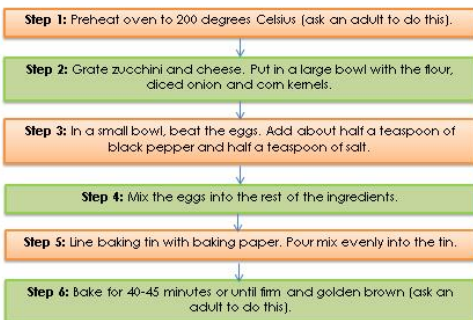 Step 1: Preheat oven to 200 degrees Celsius (ask an adult to do this).
Step 2: Grate zucchini and cheese. Put in a large bowl with the flour,
diced onion and corn kernels.
Step 3: In a small bowl, beat the eggs. Add about half a teaspoon of
black pepper and half a teaspoon of salt.
Step 4: Mix the eggs into the rest of the ingredients.
Step 5: Line baking tin with baking paper. Pour mix evenly into the tin.
Step 6: Bake for 40-45 minutes or until firm and golden brown (ask an
adult to do this).